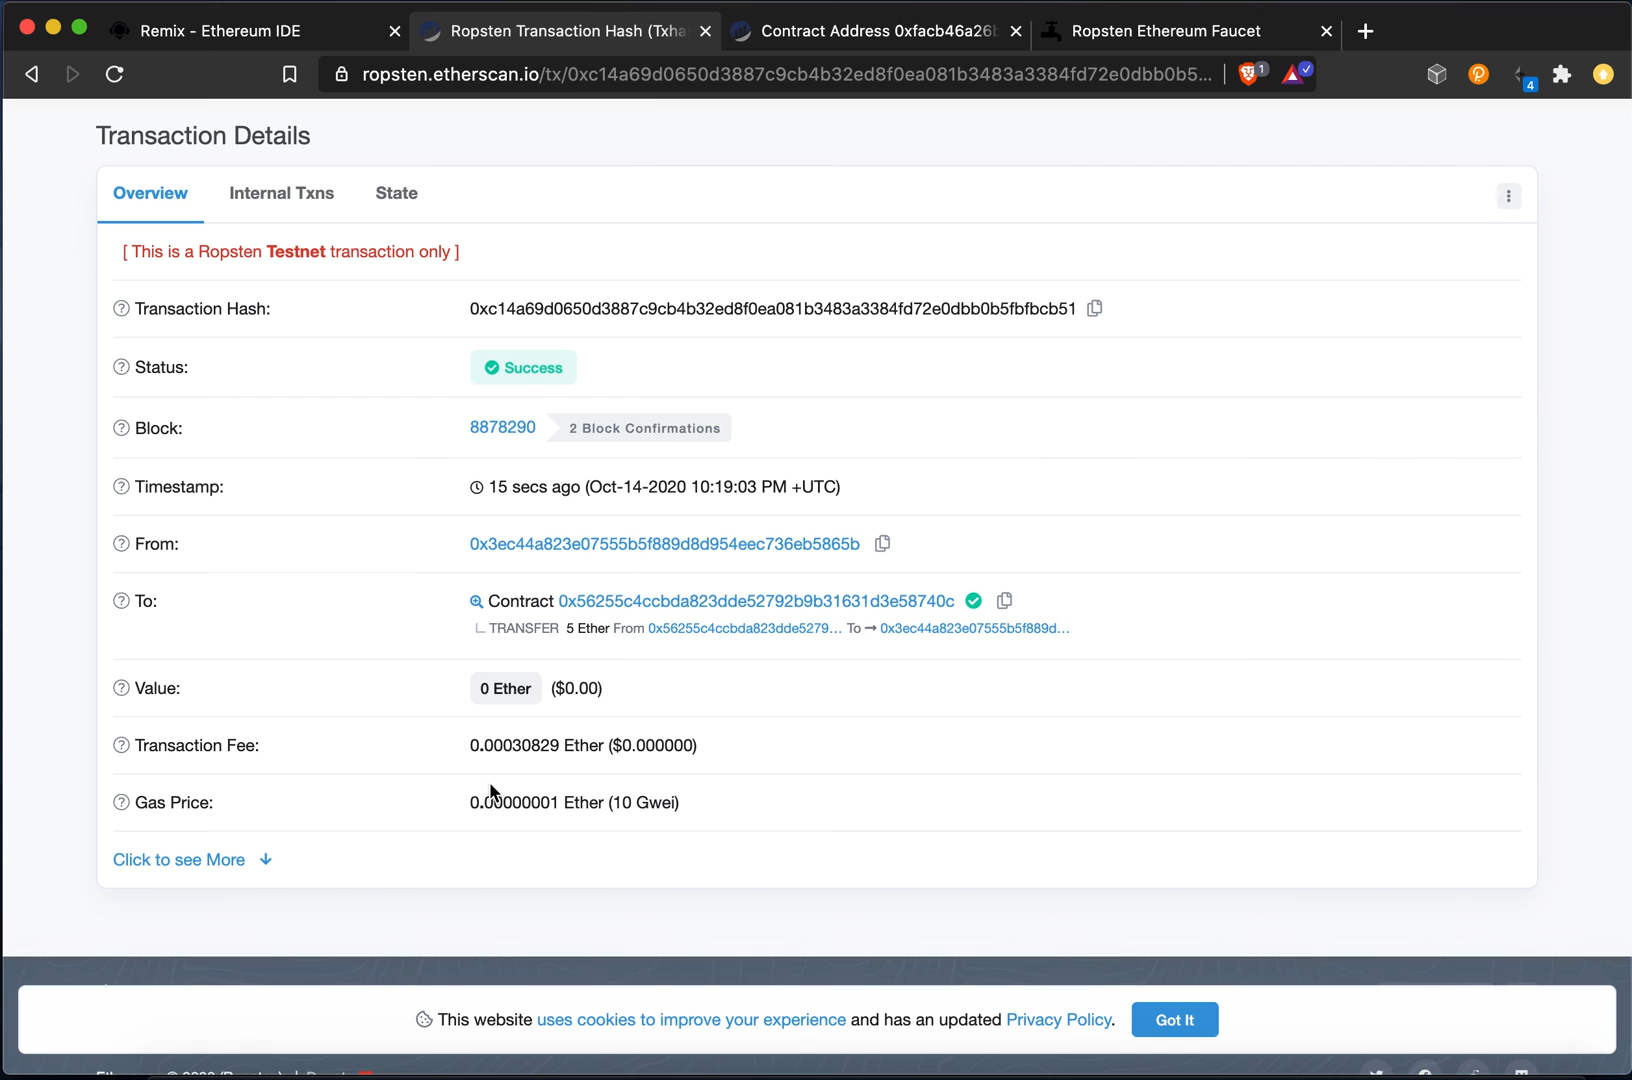 Remix - Ethereum IDE
Ropsten Transaction Hash (Txha
Contract Address 0xfacb46a26b
Ropsten Ethereum Faucet
ropsten.etherscan.io/tx/0xc14a69d0650d3887c9cb4b32ed8f0ea081b3483a3384fd72e0dbb0b5...
1
4
Transaction Details
Overview
Internal Txns
State
[ This is a Ropsten Testnet transaction only ]
Transaction Hash: 0xc14a69d0650d3887c9cb4b32ed8f0ea081b3483a3384fd72e0dbb0b5fbfbcb51
Status: Success
Block: 8878290 2 Block Confirmations
Timestamp: 15 secs ago (Oct-14-2020 10:19:03 PM +UTC)
From: 0x3ec44a823e07555b5f889d8d954eec736eb5865b
To: Contract 0x56255c4ccbda823dde52792b9b31631d3e58740c
TRANSFER 5 Ether From 0x56255c4ccbda823dde5279... To → 0x3ec44a823e07555b5f889d...
Value: 0 Ether ($0.00)
Transaction Fee: 0.00030829 Ether ($0.000000)
Gas Price: 0.00000001 Ether (10 Gwei)
Click to see More
This website uses cookies to improve your experience and has an updated Privacy Policy.
Got It